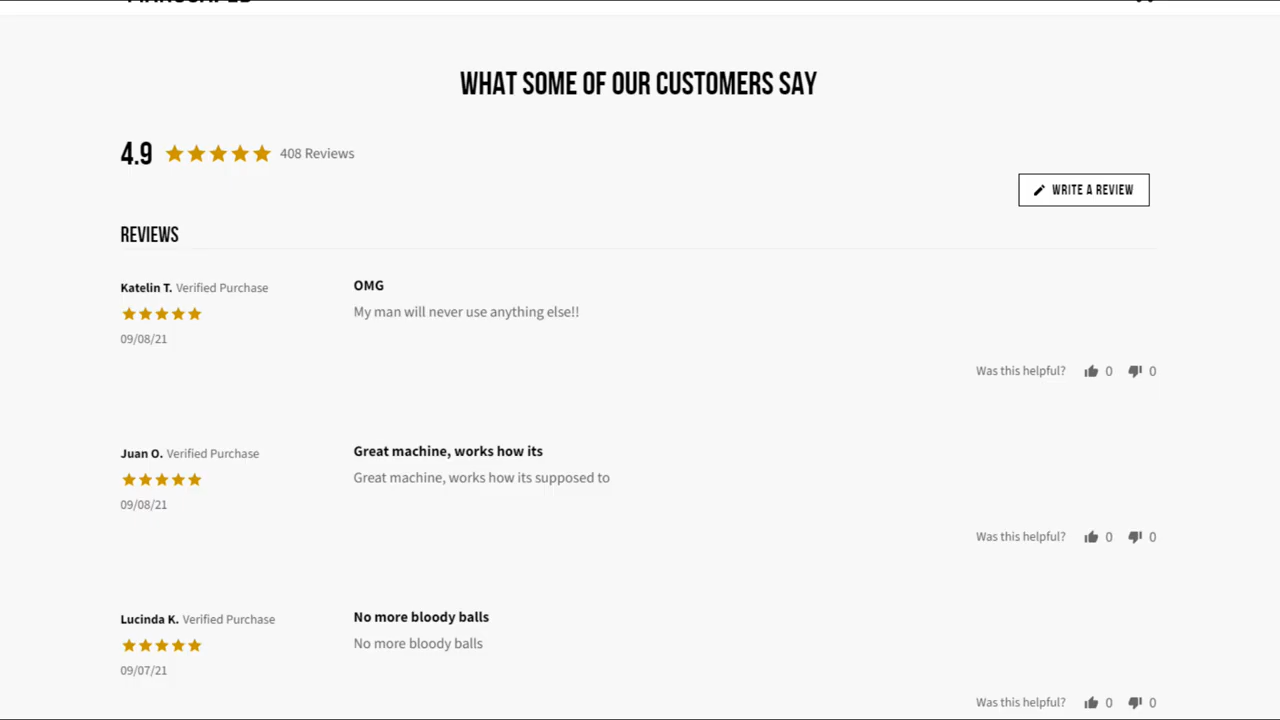 WHAT SOME OF OUR CUSTOMERS SAY
4.9 408 Reviews
WRITE A REVIEW
REVIEWS
Katelin T. Verified Purchase
09/08/21
OMG
My man will never use anything else!!
Was this helpful? 0 0
Juan O. Verified Purchase
09/08/21
Great machine, works how its
Great machine, works how its supposed to
Was this helpful? 0 0
Lucinda K. Verified Purchase
09/07/21
No more bloody balls
No more bloody balls
Was this helpful? 0 0